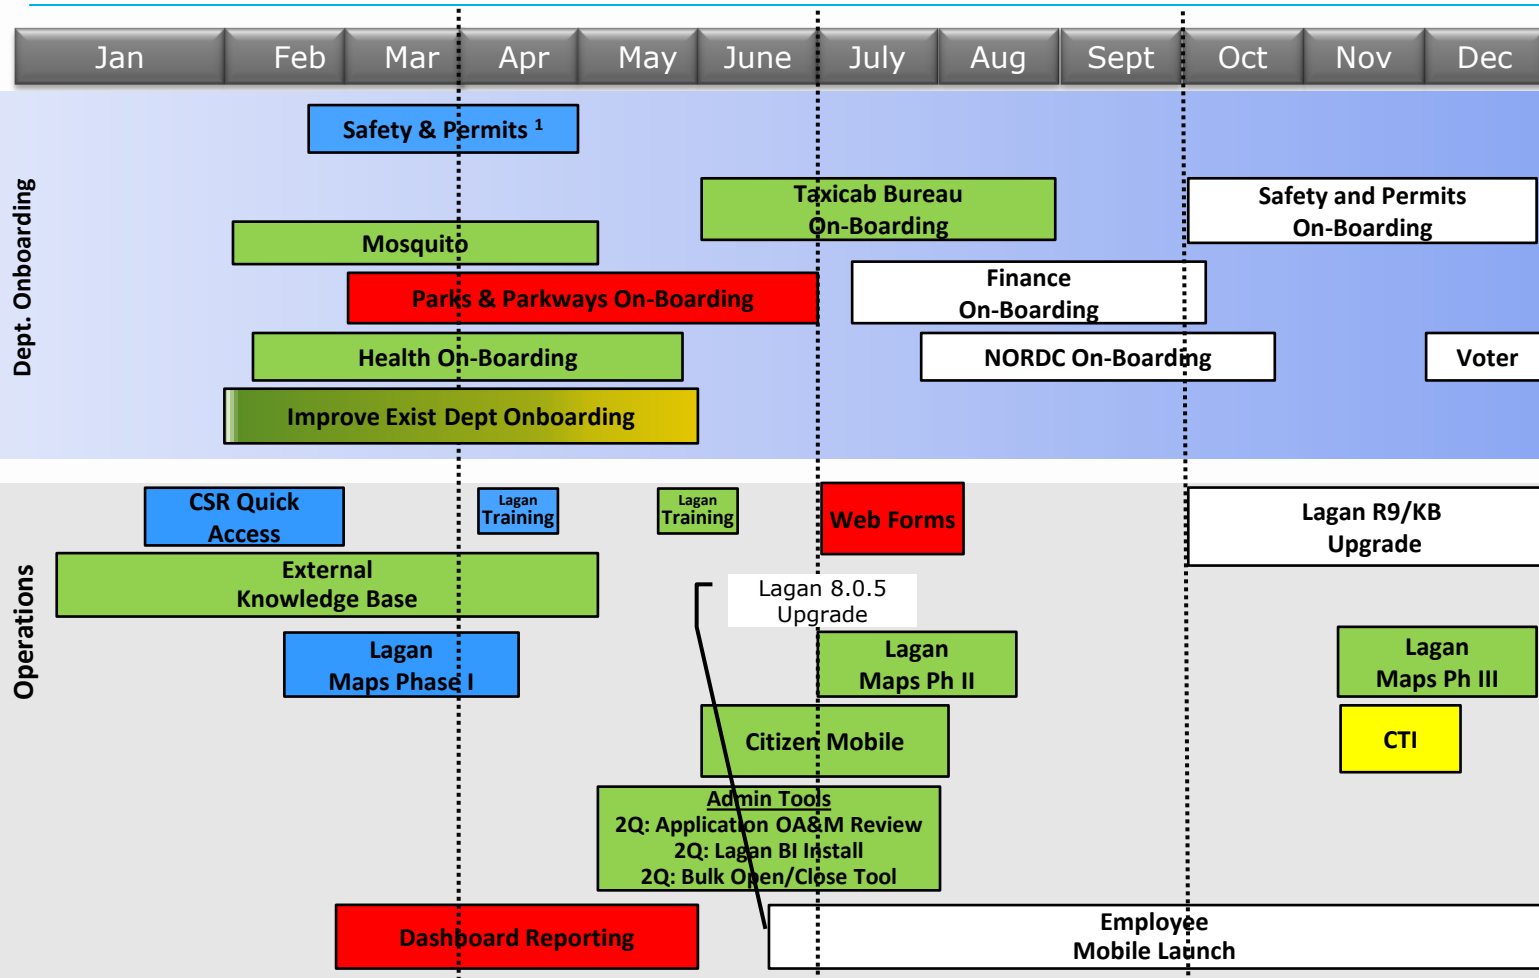 Jan Feb Mar Apr May June July Aug Sept Oct Nov Dec
Dept. Onboarding
Safety & Permits 1
Taxicab Bureau
On-Boarding
Safety and Permits
On-Boarding
Mosquito
Parks & Parkways On-Boarding
Finance
On-Boarding
Health On-Boarding
NORDC On-Boarding
Voter
Improve Exist Dept Onboarding
Operations
CSR Quick
Access
Lagan
Training
Lagan
Training
Web Forms
Lagan R9/KB
Upgrade
External
Knowledge Base
Lagan 8.0.5
Upgrade
Lagan
Maps Phase I
Lagan
Maps Ph II
Lagan
Maps Ph III
Citizen Mobile
CTI
Admin Tools
2Q: Application OA&M Review
2Q: Lagan BI Install
2Q: Bulk Open/Close Tool
Dashboard Reporting
Employee
Mobile Launch